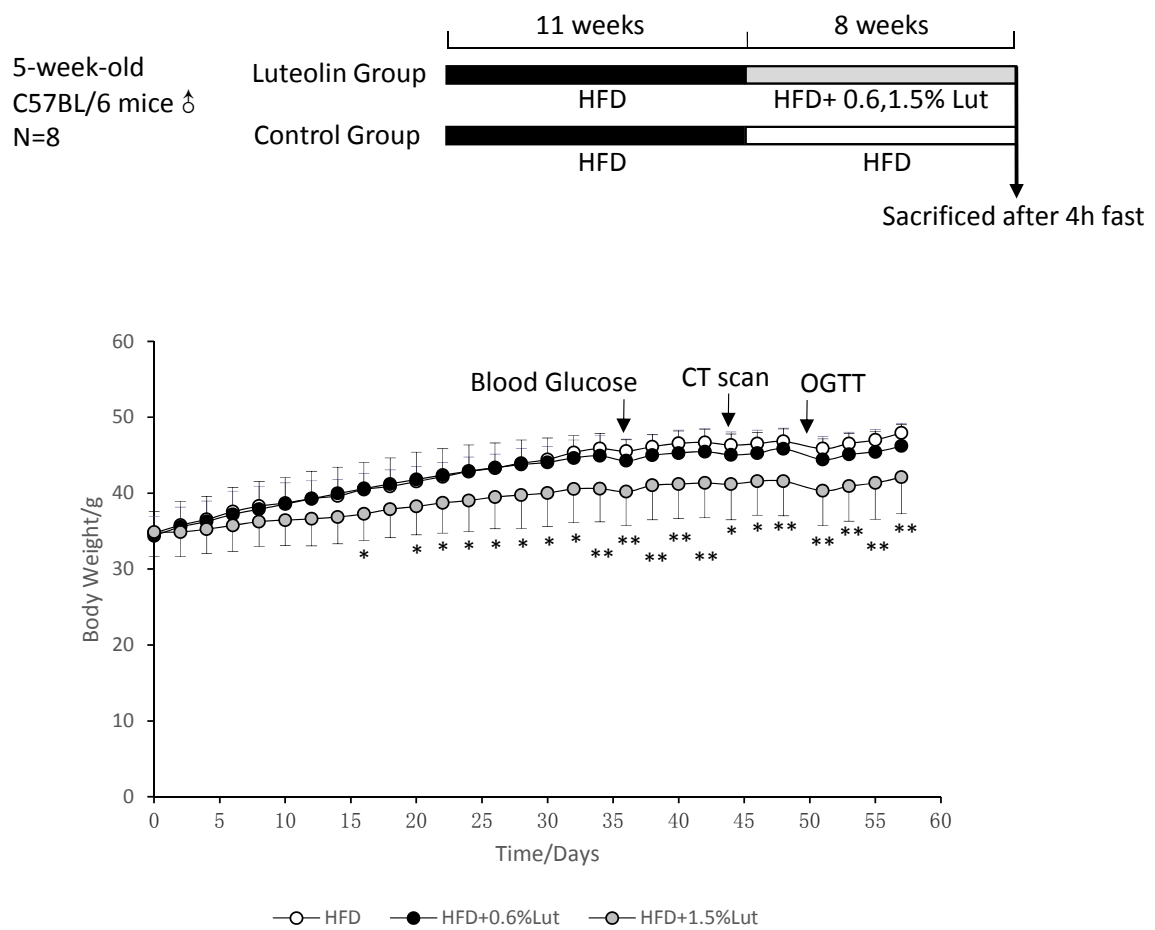 11 weeks 8 weeks
5-week-old
C57BL/6 mice ♂
N=8
Luteolin Group
HFD HFD+ 0.6,1.5% Lut
Control Group
HFD HFD
Sacrificed after 4h fast
60
50
40
30
20
10
0
Body Weight/g
Blood Glucose CT scan OGTT
* * * * * * * ** ** ** ** ** * * ** ** ** ** **
0 5 10 15 20 25 30 35 40 45 50 55 60
Time/Days
HFD HFD+0.6%Lut HFD+1.5%Lut